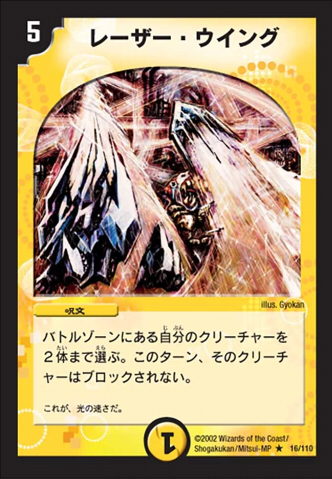 5
レーザー・ウイング
illus. Gyokan
呪文
バトルゾーンにある自分のクリーチャーを
２体まで選ぶ。このターン、そのクリーチ
ャーはブロックされない。
これが、光の速さだ。
1
©2002 Wizards of the Coast/
Shogakukan/Mitsui-MP ★ 16/110